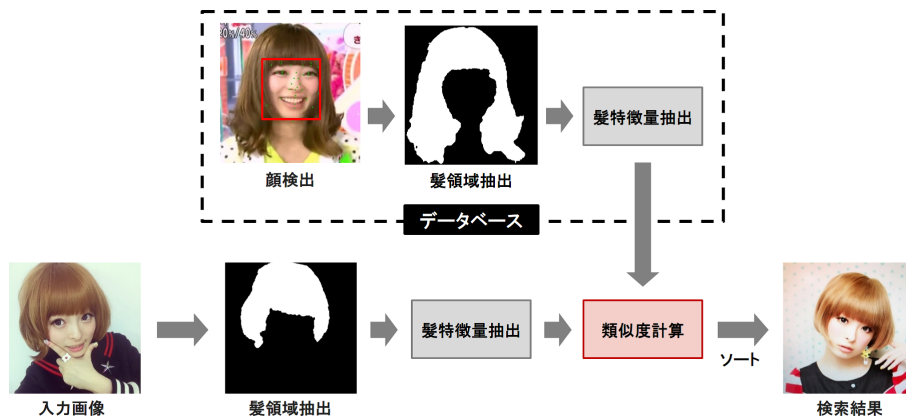 顔検出
髪領域抽出
髪特徴量抽出
データベース
入力画像
髪領域抽出
髪特徴量抽出
類似度計算
ソート
検索結果